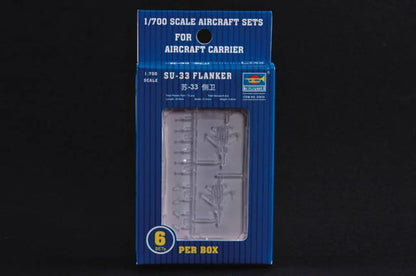 1/700 SCALE AIRCRAFT SETS
FOR
AIRCRAFT CARRIER
1:700
SCALE
SU-33 FLANKER
苏-33 侧卫
6
SETS
PER BOX